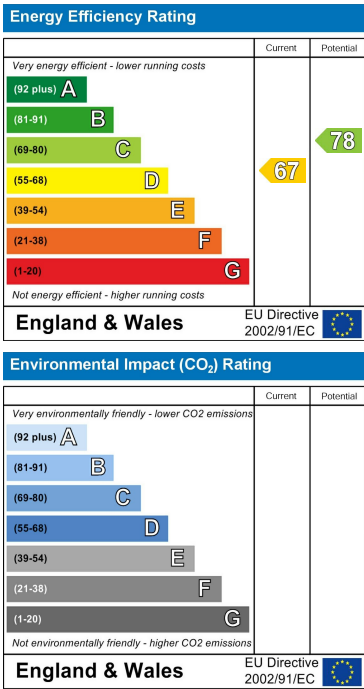 Energy Efficiency Rating
Current Potential
Very energy efficient - lower running costs
(92 plus) A
(81-91) B
(69-80) C
(55-68) D
(39-54) E
(21-38) F
(1-20) G
67
78
Not energy efficient - higher running costs
England & Wales
EU Directive
2002/91/EC
Environmental Impact (CO₂) Rating
Current Potential
Very environmentally friendly - lower CO2 emissions
(92 plus) A
(81-91) B
(69-80) C
(55-68) D
(39-54) E
(21-38) F
(1-20) G
Not environmentally friendly - higher CO2 emissions
England & Wales
EU Directive
2002/91/EC